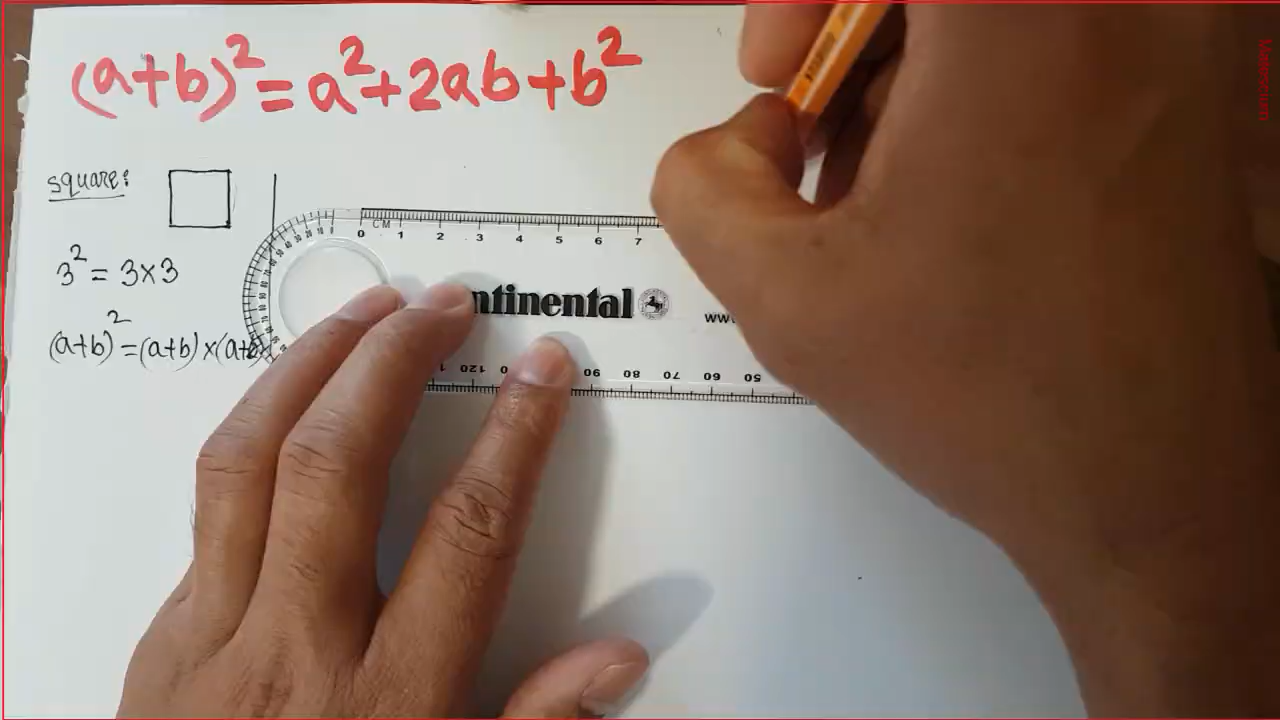 (a+b)² = a²+2ab+b²
square:
3² = 3×3
(a+b)² = (a+b)×(a+b
CM
0 1 2 3 4 5 6 7
ntinental
www
120 90 80 70 60 50